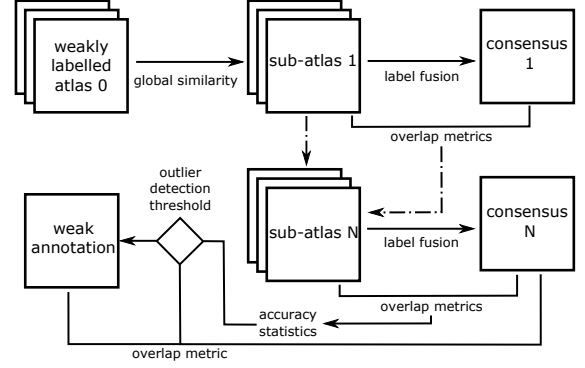 weakly
labelled
atlas 0
global similarity
sub-atlas 1
label fusion
consensus
1
overlap metrics
outlier
detection
threshold
weak
annotation
sub-atlas N
label fusion
consensus
N
overlap metrics
accuracy
statistics
overlap metric